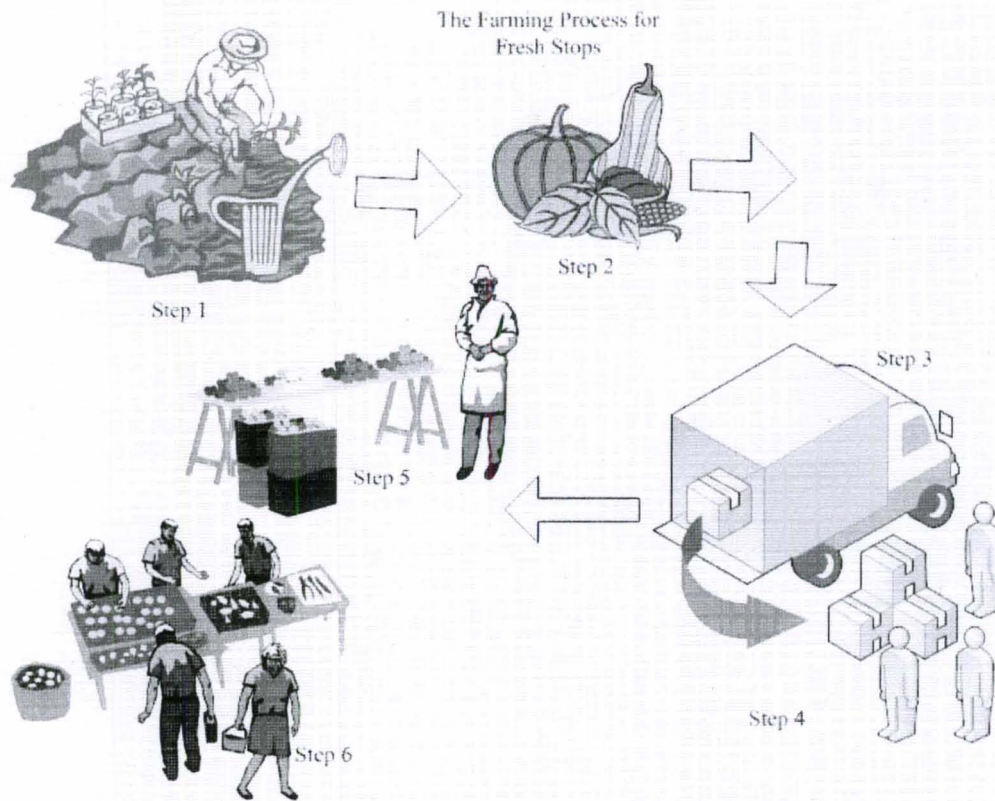 The Farming Process for
Fresh Stops
Step 1
Step 2
Step 3
Step 4
Step 5
Step 6